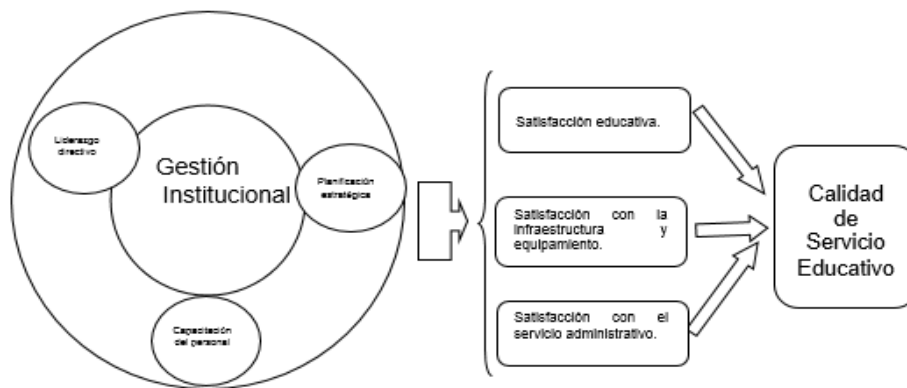 Liderazgo
directivo
Gestión
Institucional
Planificación
estratégica
Capacitación
del personal
Satisfacción educativa.
Satisfacción con la
infraestructura y
equipamiento.
Satisfacción con el
servicio administrativo.
Calidad
de
Servicio
Educativo